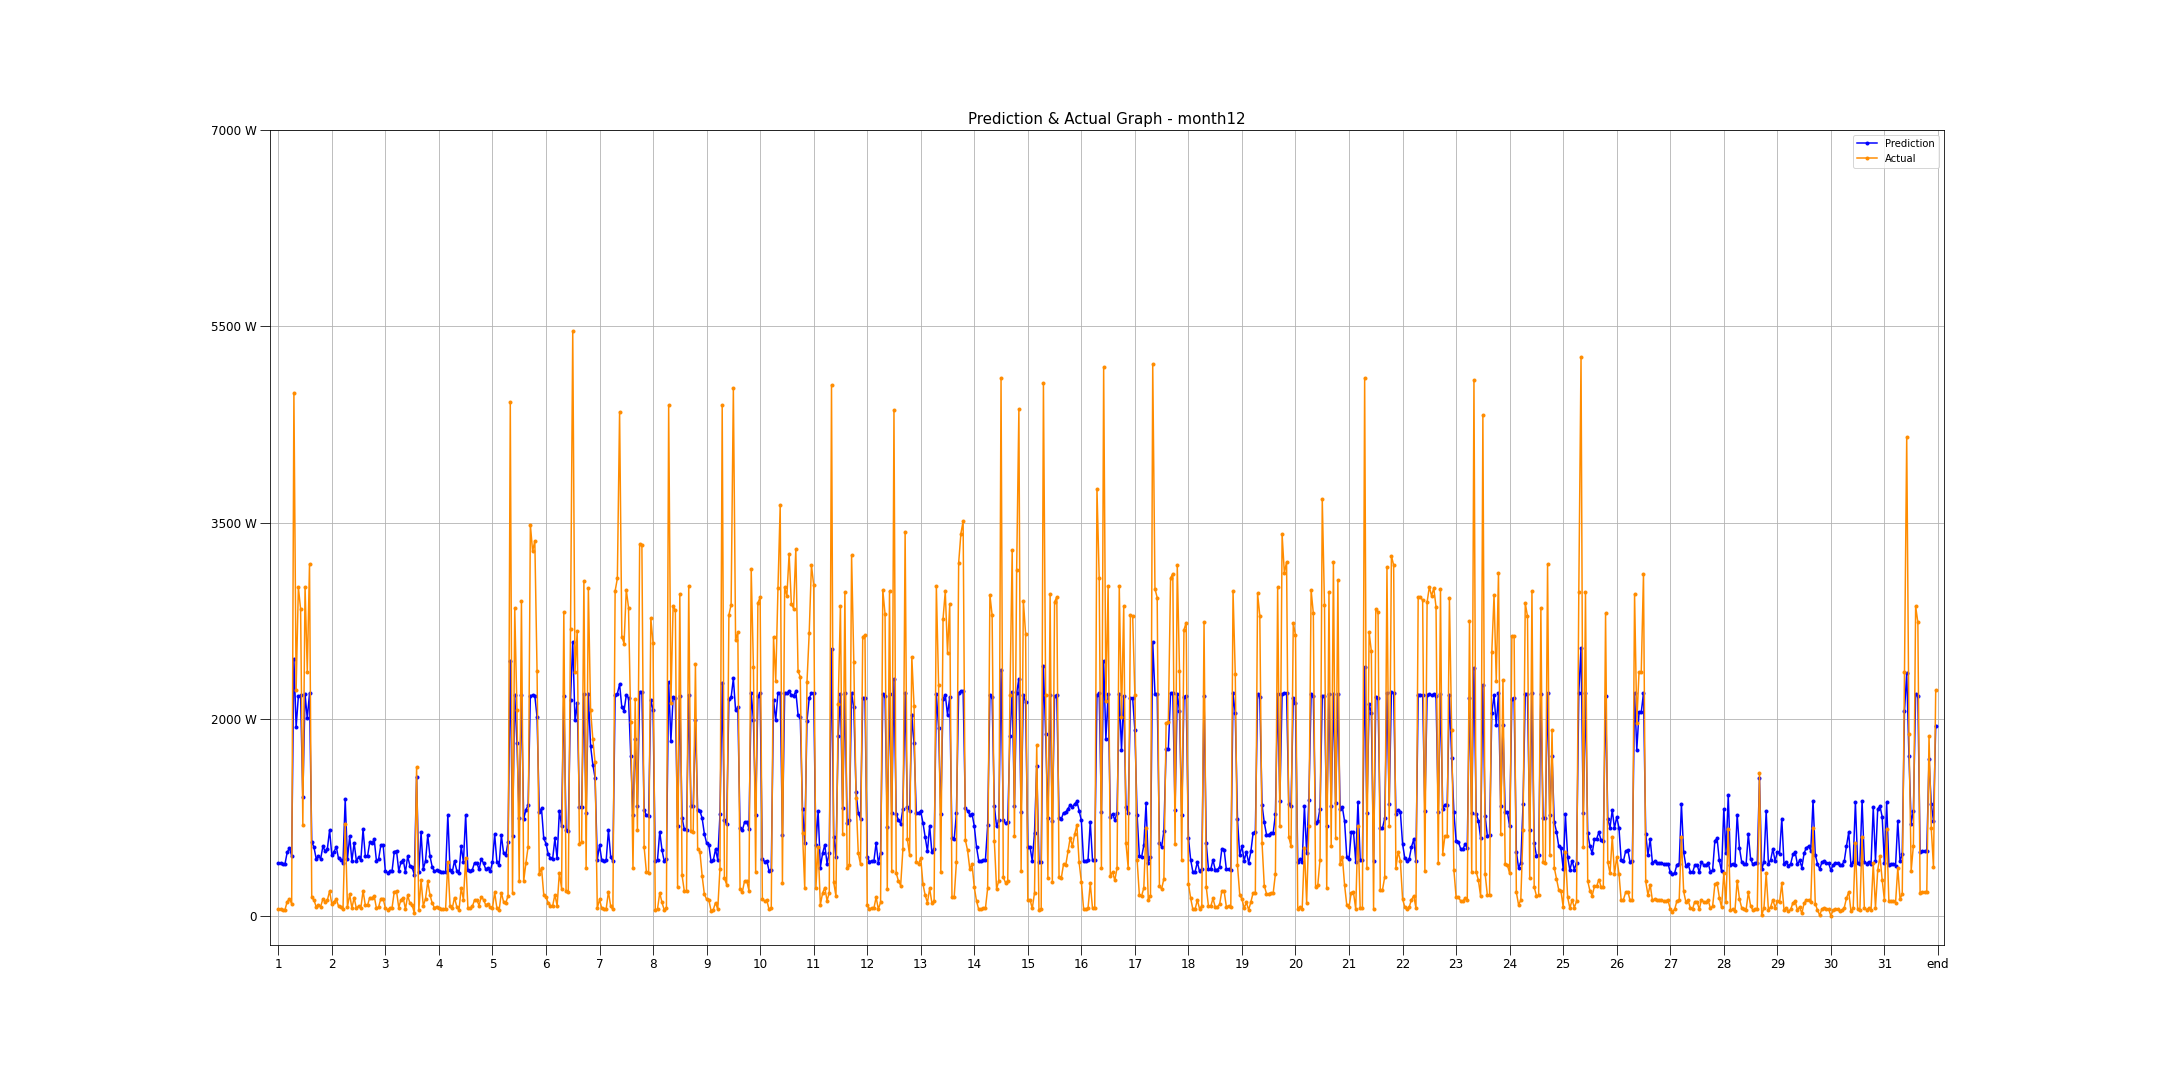 Prediction & Actual Graph - month12
7000 W
Prediction
Actual
5500 W
3500 W
2000 W
0
1 2 3 4 5 6 7 8 9 10 11 12 13 14 15 16 17 18 19 20 21 22 23 24 25 26 27 28 29 30 31 end